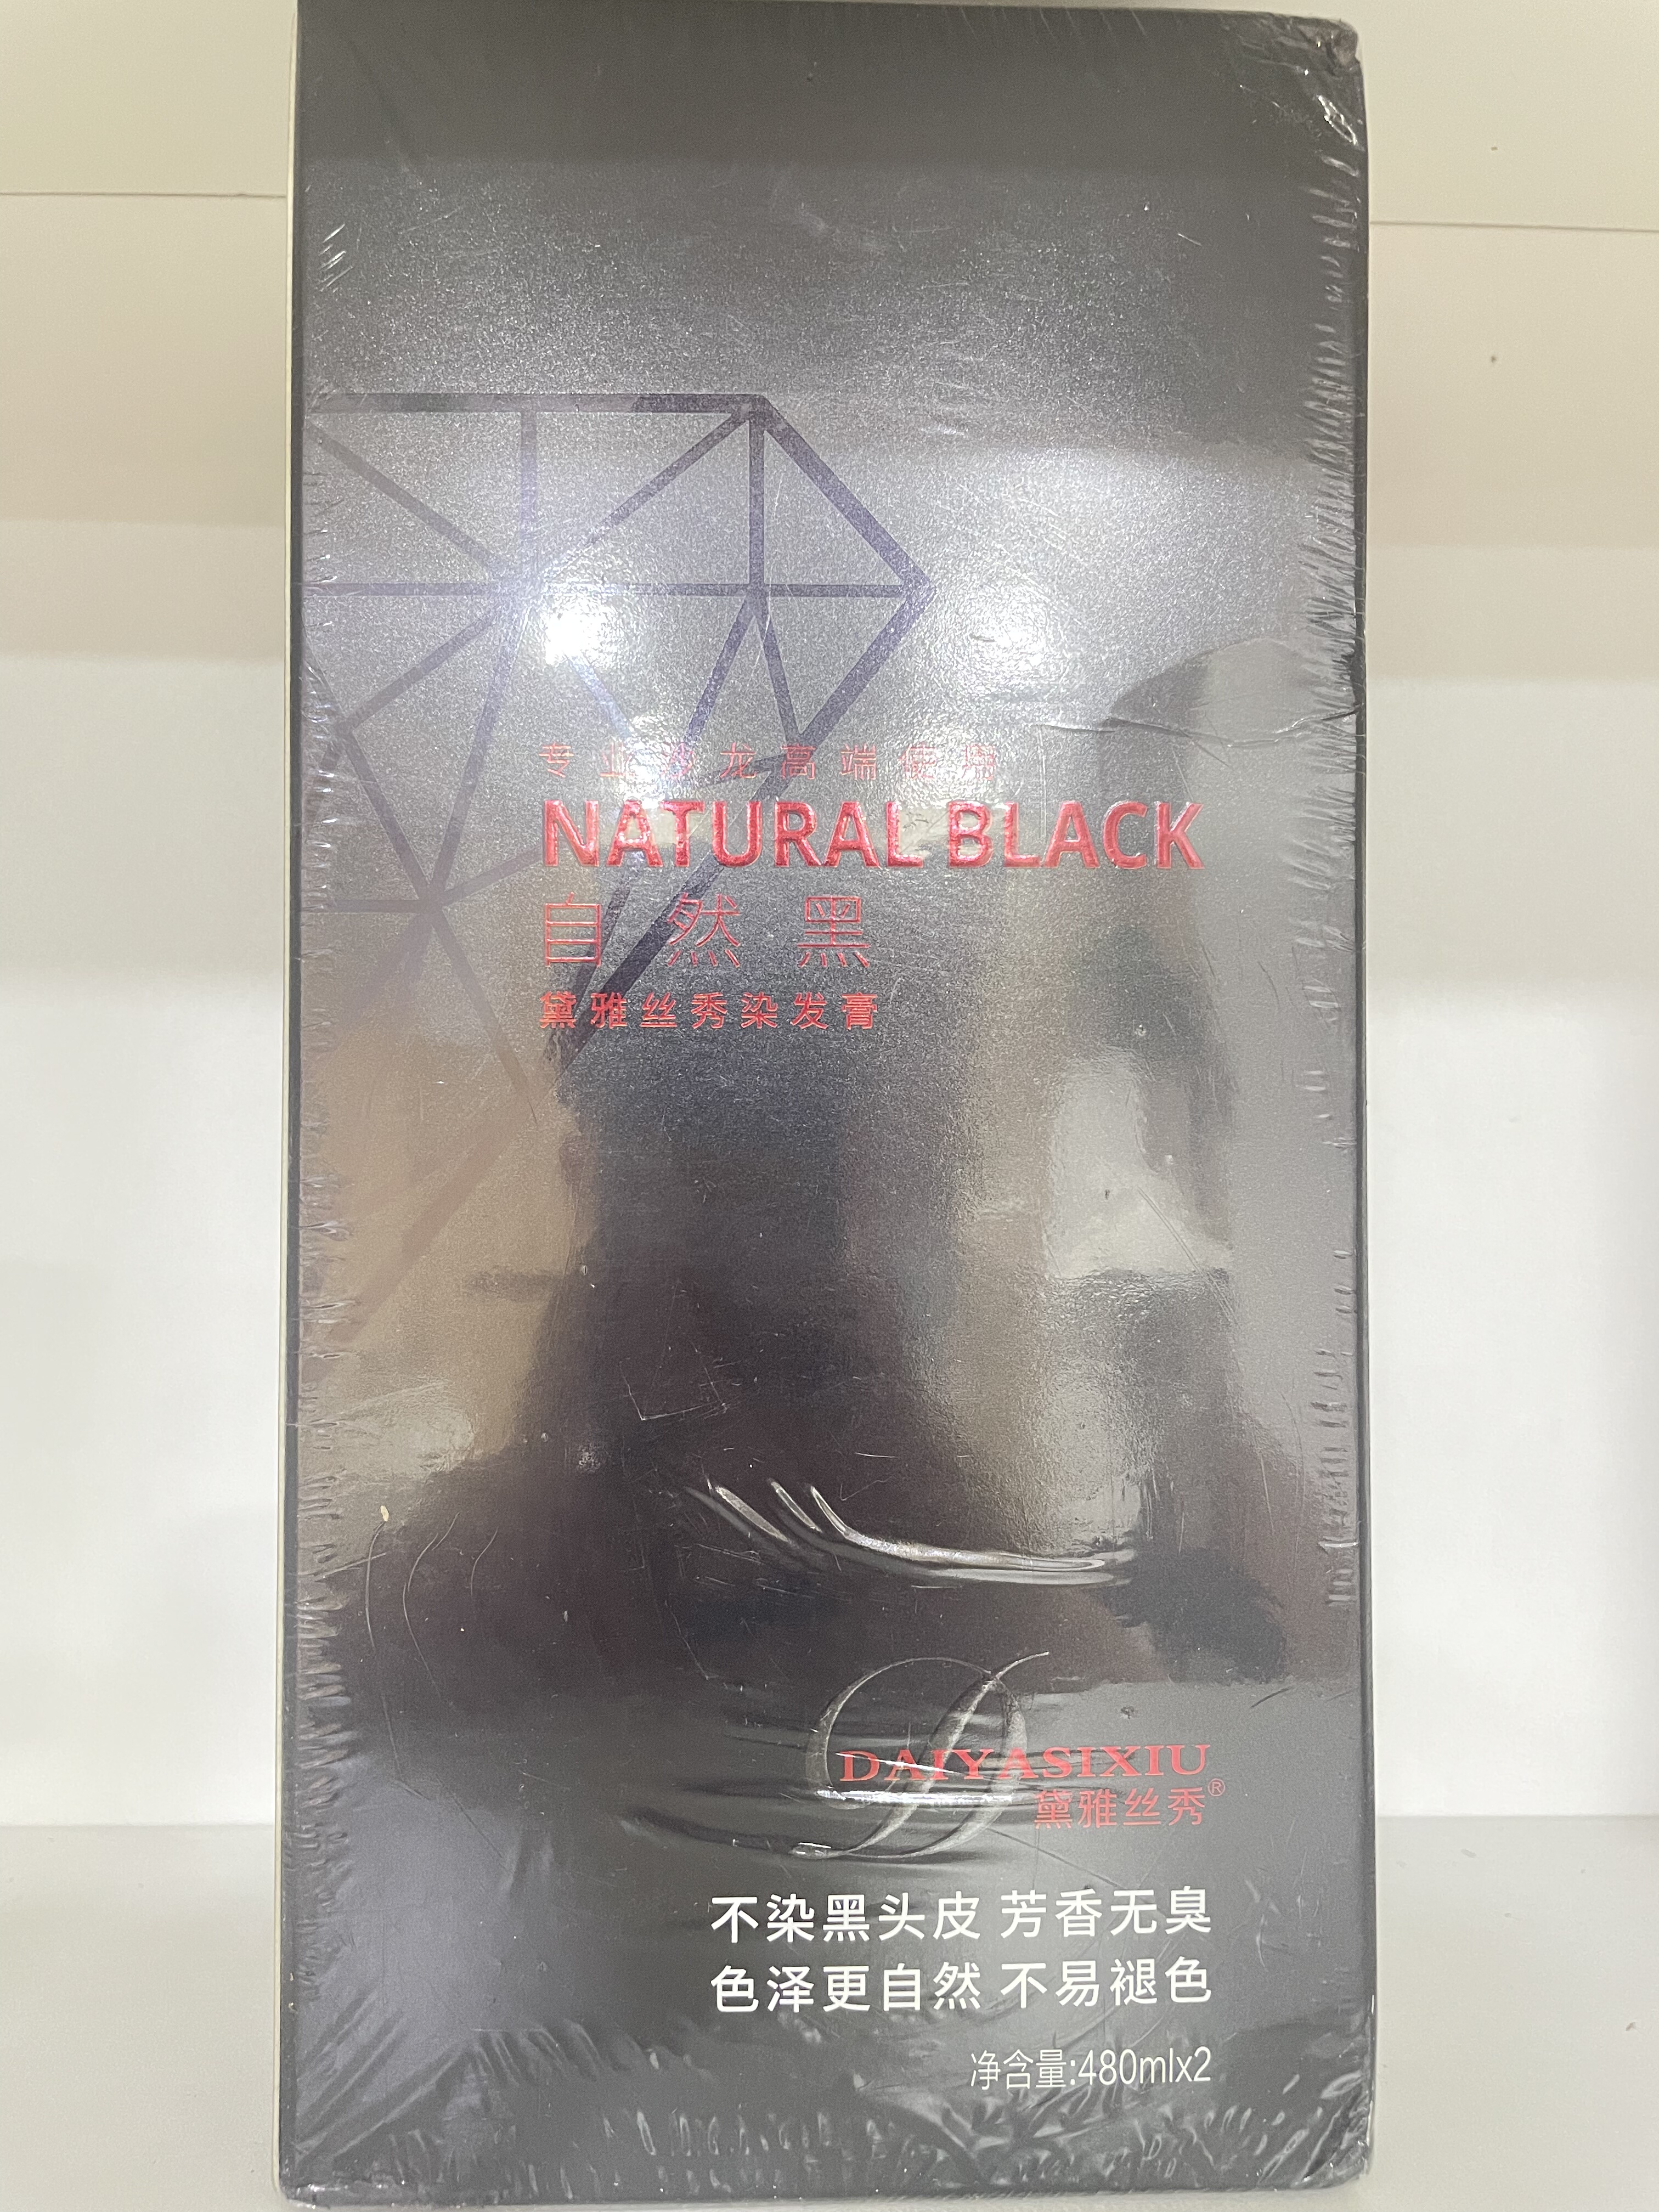 专业沙龙高端使用
NATURAL BLACK
自然黑
黛雅丝秀染发膏
DAIYASIXIU
黛雅丝秀®
不染黑头皮 芳香无臭
色泽更自然 不易褪色
净含量:480mlx2